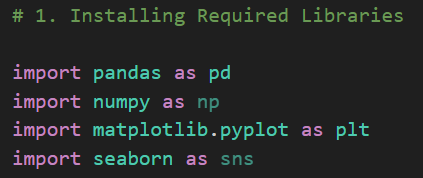 # 1. Installing Required Libraries
import pandas as pd
import numpy as np
import matplotlib.pyplot as plt
import seaborn as sns